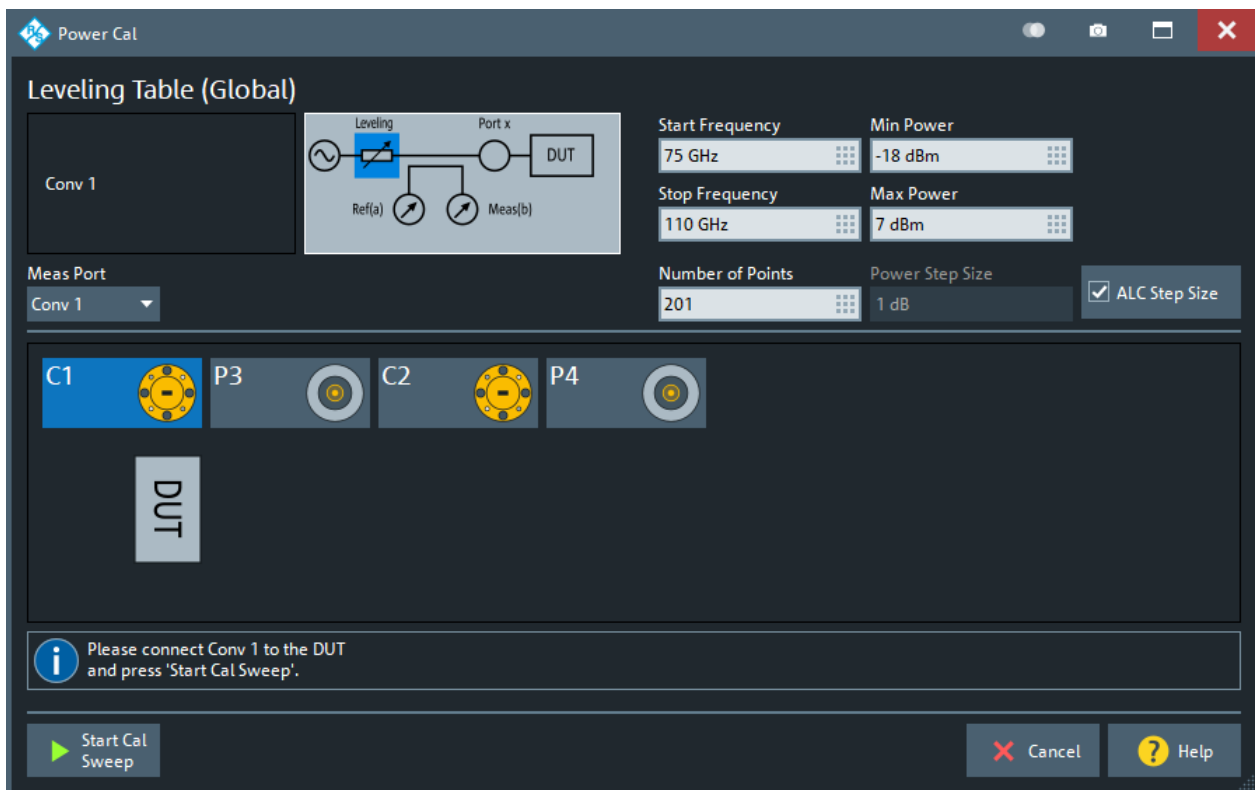 Power Cal
Leveling Table (Global)
Conv 1
Leveling
Port x
DUT
Ref(a)
Meas(b)
Start Frequency
Min Power
75 GHz
-18 dBm
Stop Frequency
Max Power
110 GHz
7 dBm
Meas Port
Number of Points
Power Step Size
Conv 1
201
1 dB
ALC Step Size
C1
P3
C2
P4
DUT
Please connect Conv 1 to the DUT
and press 'Start Cal Sweep'.
Start Cal
Sweep
Cancel
Help